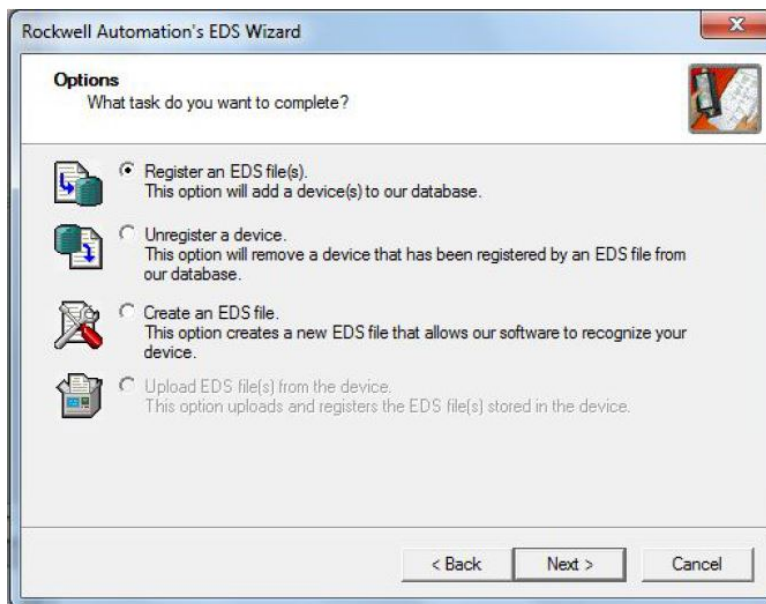 Rockwell Automation's EDS Wizard
Options
What task do you want to complete?
Register an EDS file(s).
This option will add a device(s) to our database.
Unregister a device.
This option will remove a device that has been registered by an EDS file from
our database.
Create an EDS file.
This option creates a new EDS file that allows our software to recognize your
device.
Upload EDS file(s) from the device.
This option uploads and registers the EDS file(s) stored in the device.
< Back
Next >
Cancel